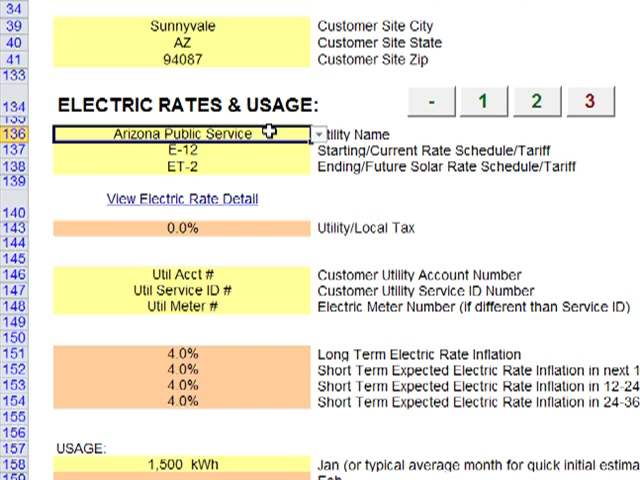 34
39 Sunnyvale Customer Site City
40 AZ Customer Site State
41 94087 Customer Site Zip
133
134 ELECTRIC RATES & USAGE: - 1 2 3
135
136 Arizona Public Service tility Name
137 E-12 Starting/Current Rate Schedule/Tariff
138 ET-2 Ending/Future Solar Rate Schedule/Tariff
139
140 View Electric Rate Detail
143 0.0% Utility/Local Tax
144
145
146 Util Acct # Customer Utility Account Number
147 Util Service ID # Customer Utility Service ID Number
148 Util Meter # Electric Meter Number (if different than Service ID)
149
150
151 4.0% Long Term Electric Rate Inflation
152 4.0% Short Term Expected Electric Rate Inflation in next 1
153 4.0% Short Term Expected Electric Rate Inflation in 12-24
154 4.0% Short Term Expected Electric Rate Inflation in 24-36
155
156
157 USAGE:
158 1,500 kWh Jan (or typical average month for quick initial estima
159 Feb